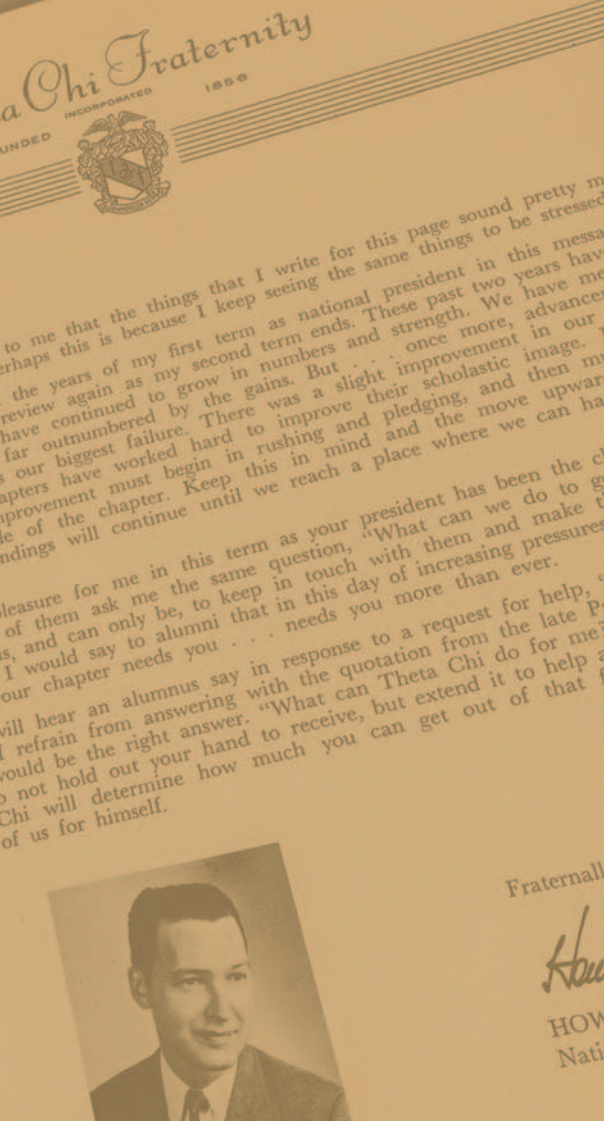 a Chi Fraternity
UNDED INCORPORATED 1856
to me that the things that I write for this page sound pretty m
erhaps this is because I keep seeing the same things to be stressed
the years of my first term as national president in this messa
review again as my second term ends. These past two years hav
have continued to grow in numbers and strength. We have me
far outnumbered by the gains. But . . . once more, advancem
s our biggest failure. There was a slight improvement in our
apters have worked hard to improve their scholastic image.
mprovement must begin in rushing and pledging, and then mu
le of the chapter. Keep this in mind and the move upwar
ndings will continue until we reach a place where we can ha
pleasure for me in this term as your president has been the c
of them ask me the same question, "What can we do to g
us, and can only be, to keep in touch with them and make t
I would say to alumni that in this day of increasing pressures
our chapter needs you . . . needs you more than ever.
will hear an alumnus say in response to a request for help, "
I refrain from answering with the quotation from the late P
would be the right answer. "What can Theta Chi do for me?
o not hold out your hand to receive, but extend it to help a
Chi will determine how much you can get out of that f
of us for himself.
Fraternall
How
HOW
Nati